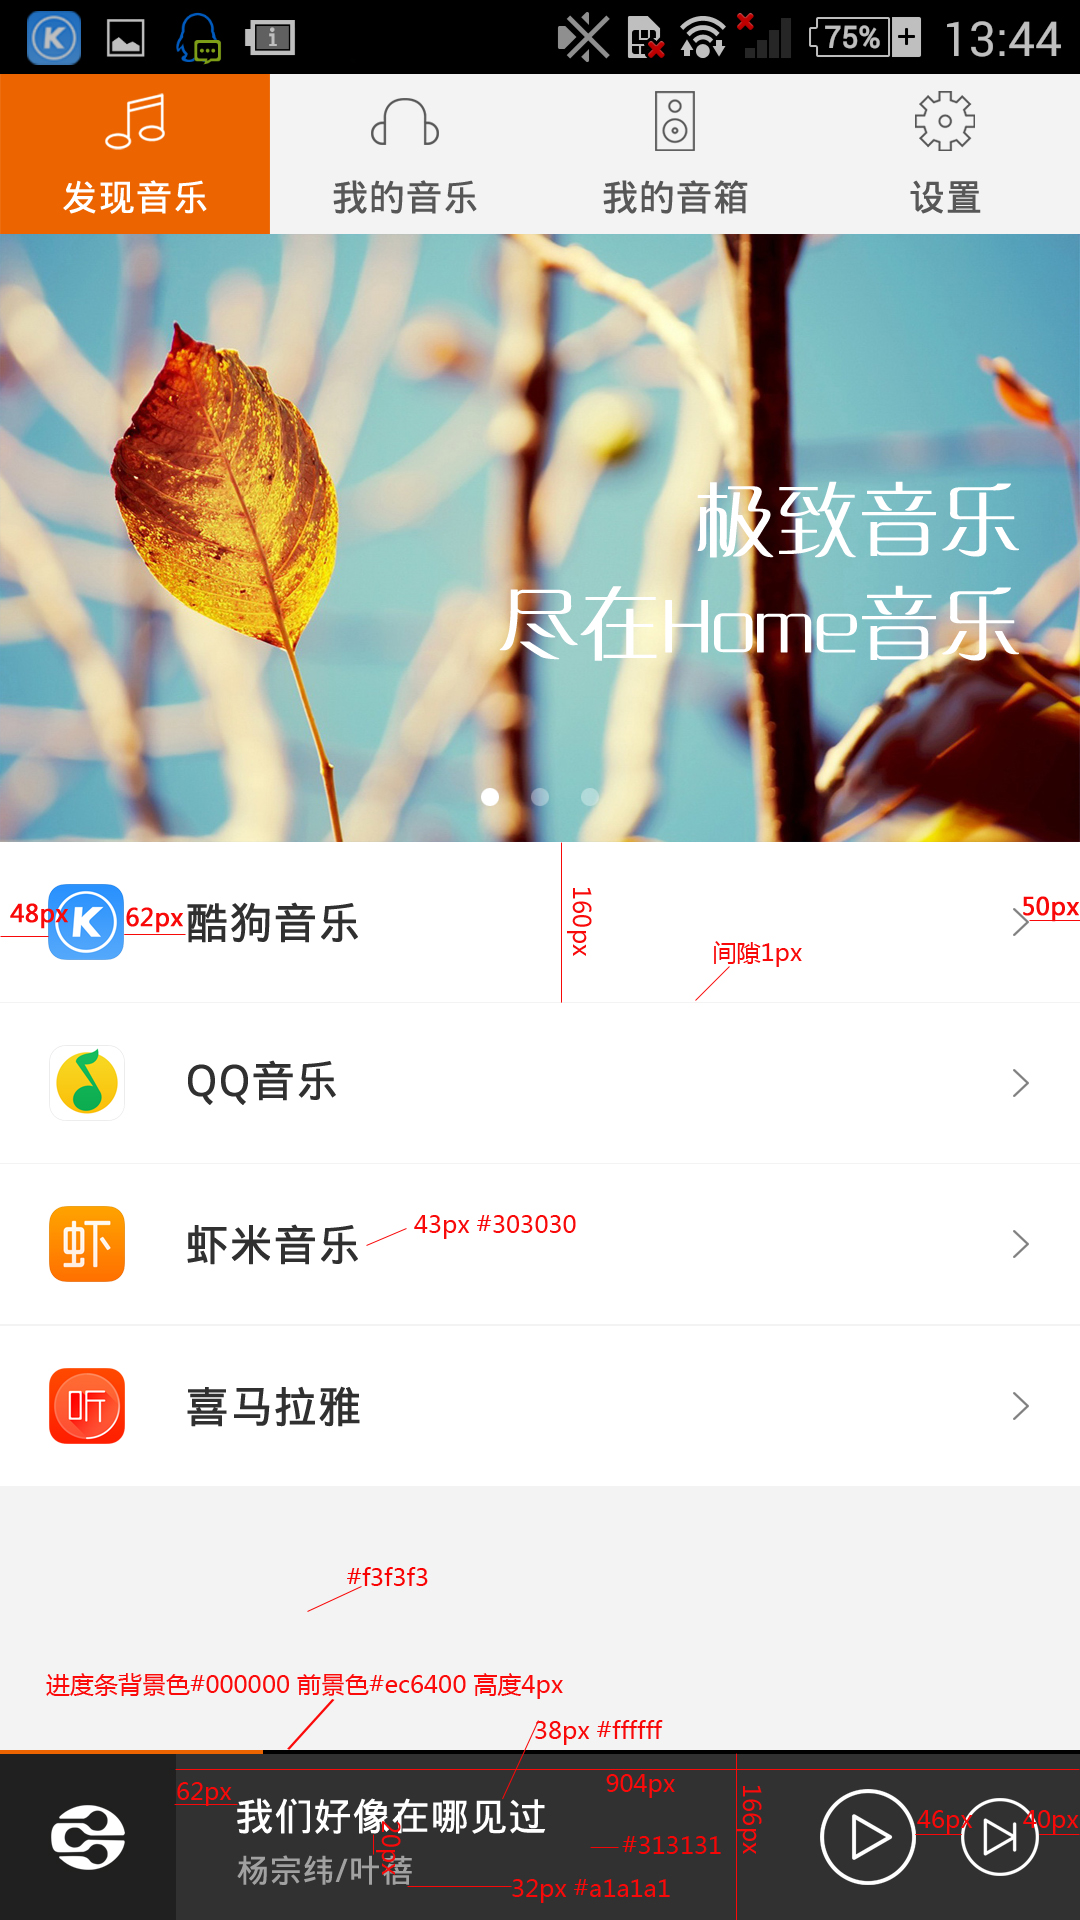 75% 13:44
发现音乐 我的音乐 我的音箱 设置
极致音乐
尽在Home音乐
48px K 62px 酷狗音乐 160px 50px
间隙1px
QQ音乐
虾 虾米音乐 43px #303030
听 喜马拉雅
#f3f3f3
进度条背景色#000000 前景色#ec6400 高度4px
38px #ffffff
62px 904px
我们好像在哪见过 166px 46px 40px
20px #313131
杨宗纬/叶蓓
32px #a1a1a1